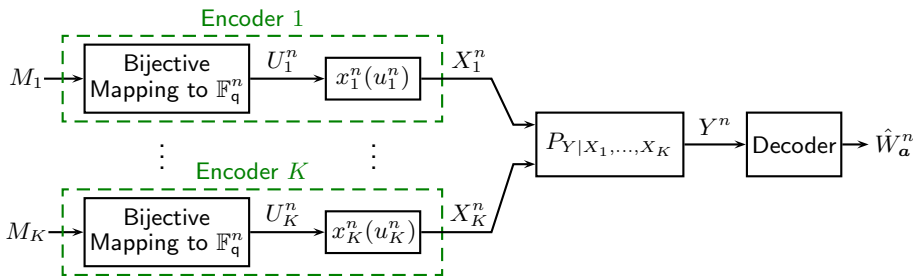 Encoder 1
M_1
Bijective
Mapping to 𝔽_q^n
U_1^n
x_1^n(u_1^n)
X_1^n
P_{Y|X_1,...,X_K}
Y^n
Decoder
Ŵ_a^n
⋮ ⋮
Encoder K
M_K
Bijective
Mapping to 𝔽_q^n
U_K^n
x_K^n(u_K^n)
X_K^n